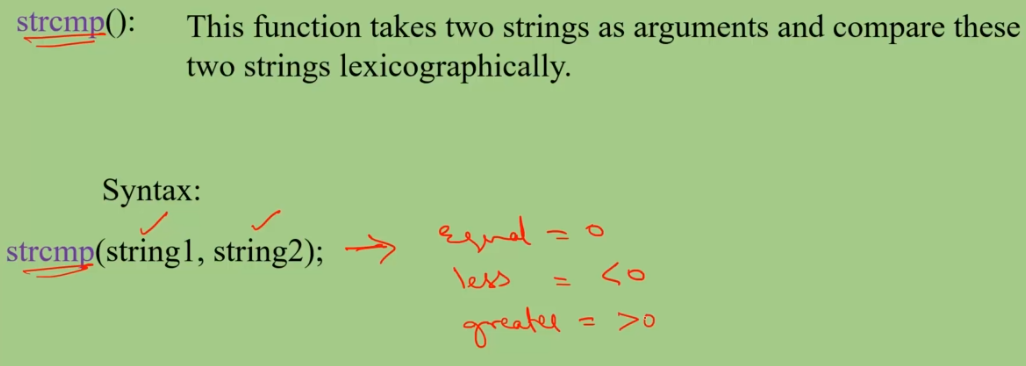 strcmp(): This function takes two strings as arguments and compare these
two strings lexicographically.
Syntax:
strcmp(string1, string2); → equal = 0
less = <0
greater = >0